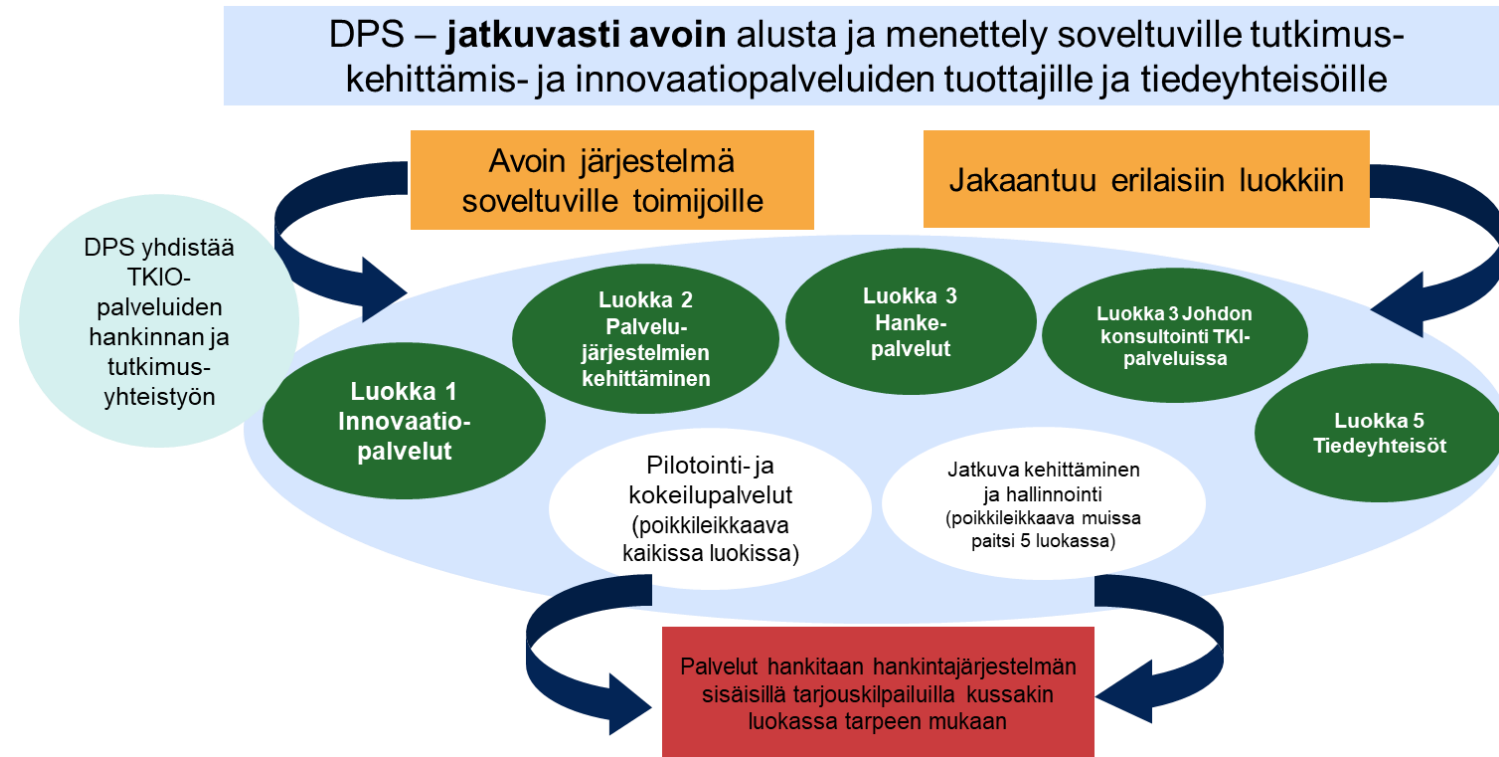 DPS – jatkuvasti avoin alusta ja menettely soveltuville tutkimus-
kehittämis- ja innovaatiopalveluiden tuottajille ja tiedeyhteisöille
Avoin järjestelmä
soveltuville toimijoille
Jakaantuu erilaisiin luokkiin
DPS yhdistää
TKIO-
palveluiden
hankinnan ja
tutkimus-
yhteistyön
Luokka 1
Innovaatio-
palvelut
Luokka 2
Palvelu-
järjestelmien
kehittäminen
Luokka 3
Hanke-
palvelut
Luokka 3 Johdon
konsultointi TKI-
palveluissa
Luokka 5
Tiedeyhteisöt
Pilotointi- ja
kokeilupalvelut
(poikkileikkaava
kaikissa luokissa)
Jatkuva kehittäminen
ja hallinnointi
(poikkileikkaava muissa
paitsi 5 luokassa)
Palvelut hankitaan hankintajärjestelmän
sisäisillä tarjouskilpailuilla kussakin
luokassa tarpeen mukaan